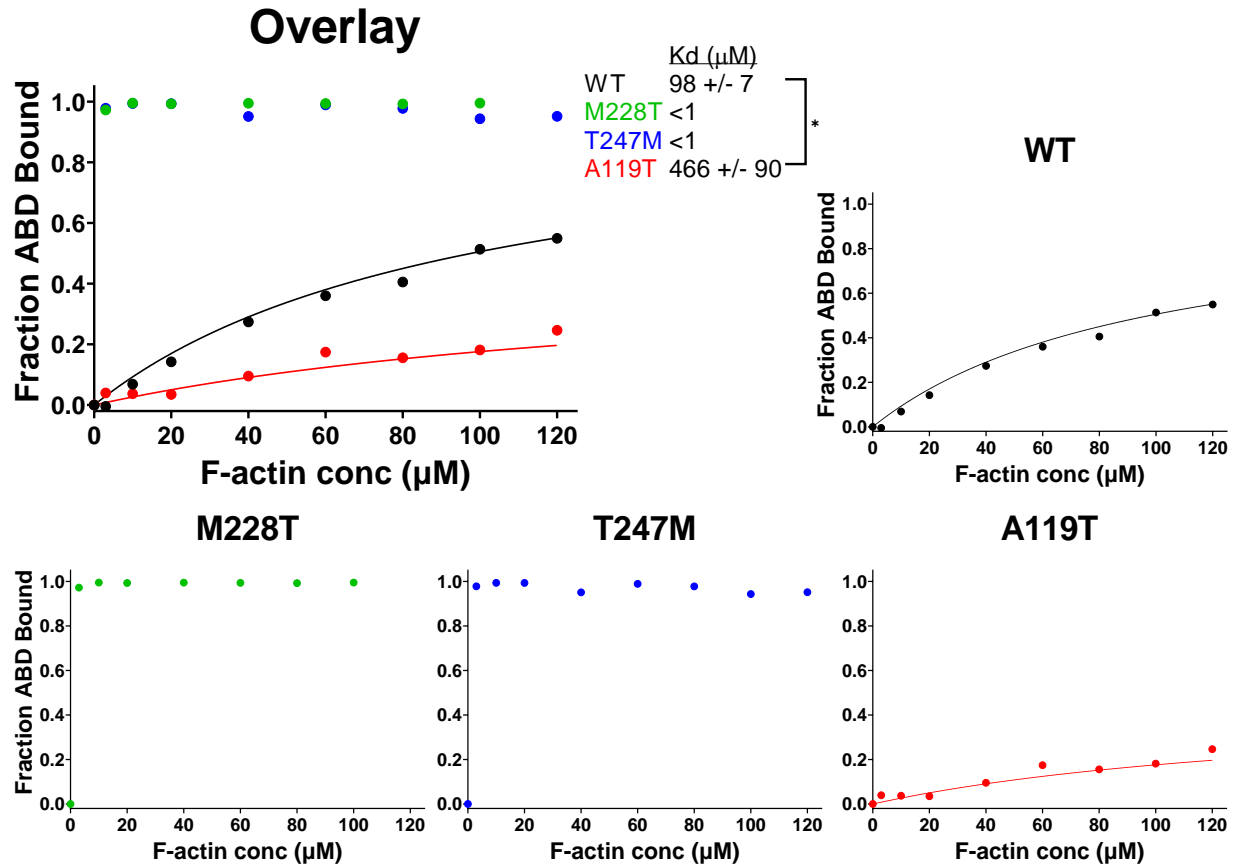 Overlay
Kd (μM)
WT 98 +/- 7
M228T <1
T247M <1
A119T 466 +/- 90
*
Fraction ABD Bound
1.0
0.8
0.6
0.4
0.2
0.0
0 20 40 60 80 100 120
F-actin conc (µM)
WT
Fraction ABD Bound
1.0
0.8
0.6
0.4
0.2
0.0
0 20 40 60 80 100 120
F-actin conc (µM)
M228T
Fraction ABD Bound
1.0
0.8
0.6
0.4
0.2
0.0
0 20 40 60 80 100 120
F-actin conc (µM)
T247M
1.0
0.8
0.6
0.4
0.2
0.0
0 20 40 60 80 100 120
F-actin conc (µM)
A119T
1.0
0.8
0.6
0.4
0.2
0.0
0 20 40 60 80 100 120
F-actin conc (µM)